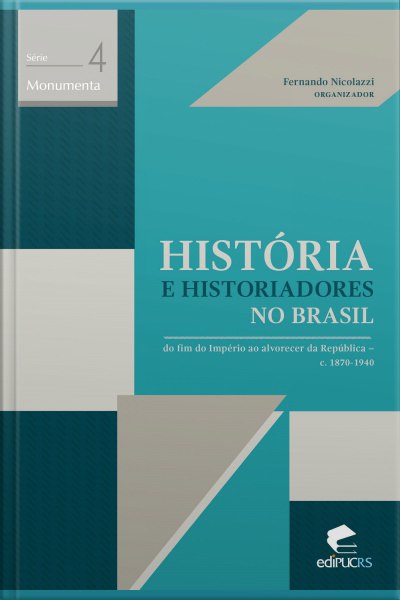 Série 4
Monumenta
Fernando Nicolazzi
ORGANIZADOR
HISTÓRIA
E HISTORIADORES
NO BRASIL
do fim do Império ao alvorecer da República –
c. 1870-1940
ediPUCRS